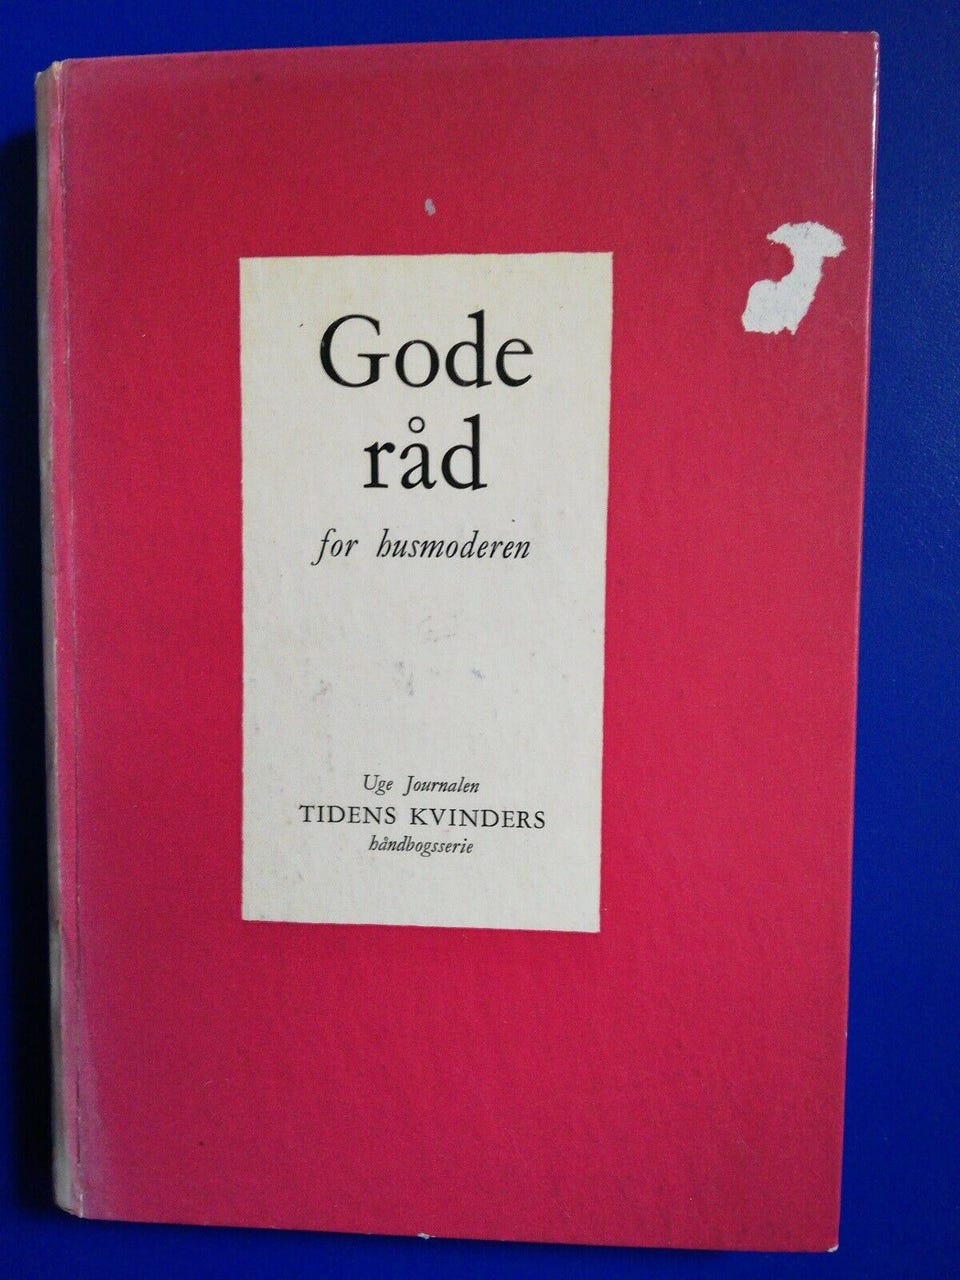 Gode
råd
for husmoderen
Uge Journalen
TIDENS KVINDERS
håndbogsserie